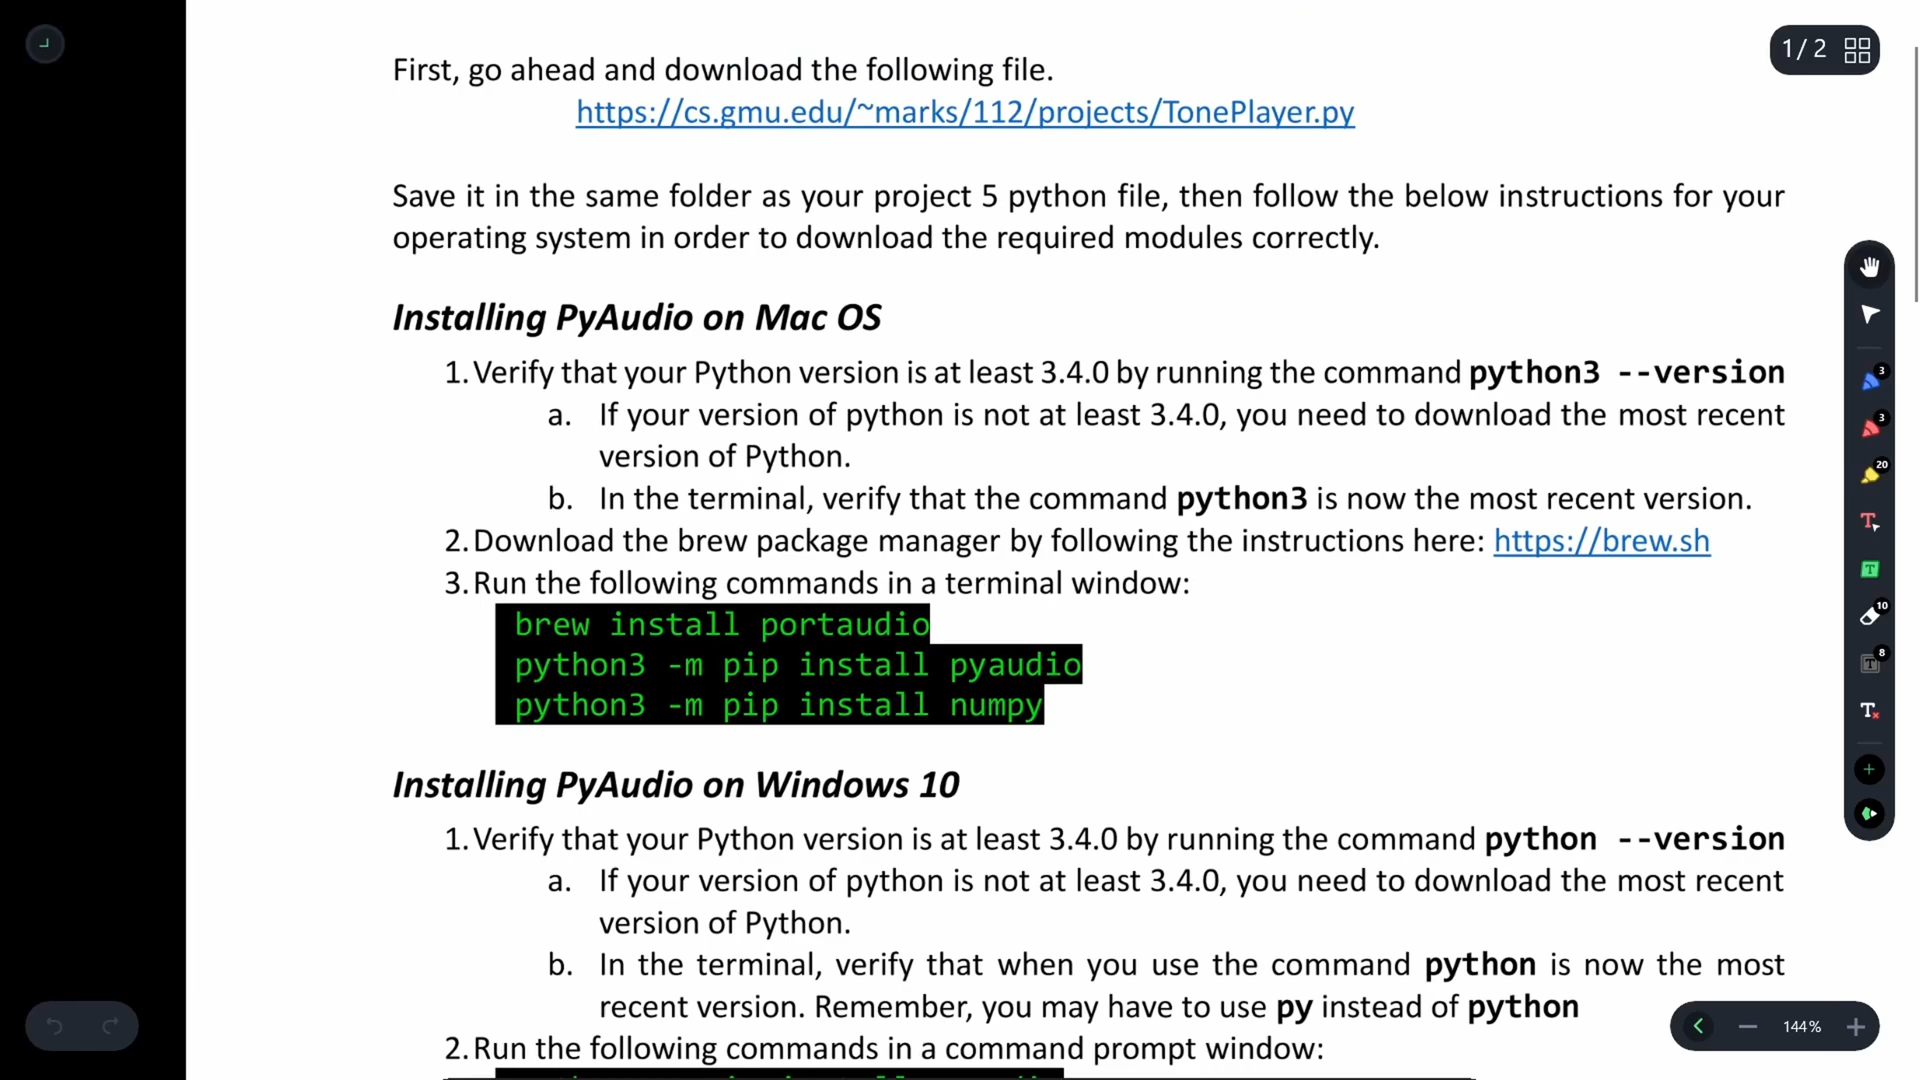 1/2
First, go ahead and download the following file.
https://cs.gmu.edu/~marks/112/projects/TonePlayer.py
Save it in the same folder as your project 5 python file, then follow the below instructions for your
operating system in order to download the required modules correctly.
Installing PyAudio on Mac OS
1. Verify that your Python version is at least 3.4.0 by running the command python3 --version
a. If your version of python is not at least 3.4.0, you need to download the most recent
version of Python.
b. In the terminal, verify that the command python3 is now the most recent version.
2. Download the brew package manager by following the instructions here: https://brew.sh
3. Run the following commands in a terminal window:
brew install portaudio
python3 -m pip install pyaudio
python3 -m pip install numpy
Installing PyAudio on Windows 10
1. Verify that your Python version is at least 3.4.0 by running the command python --version
a. If your version of python is not at least 3.4.0, you need to download the most recent
version of Python.
b. In the terminal, verify that when you use the command python is now the most
recent version. Remember, you may have to use py instead of python
2. Run the following commands in a command prompt window:
3
3
20
T
T
10
T
8
T
144%